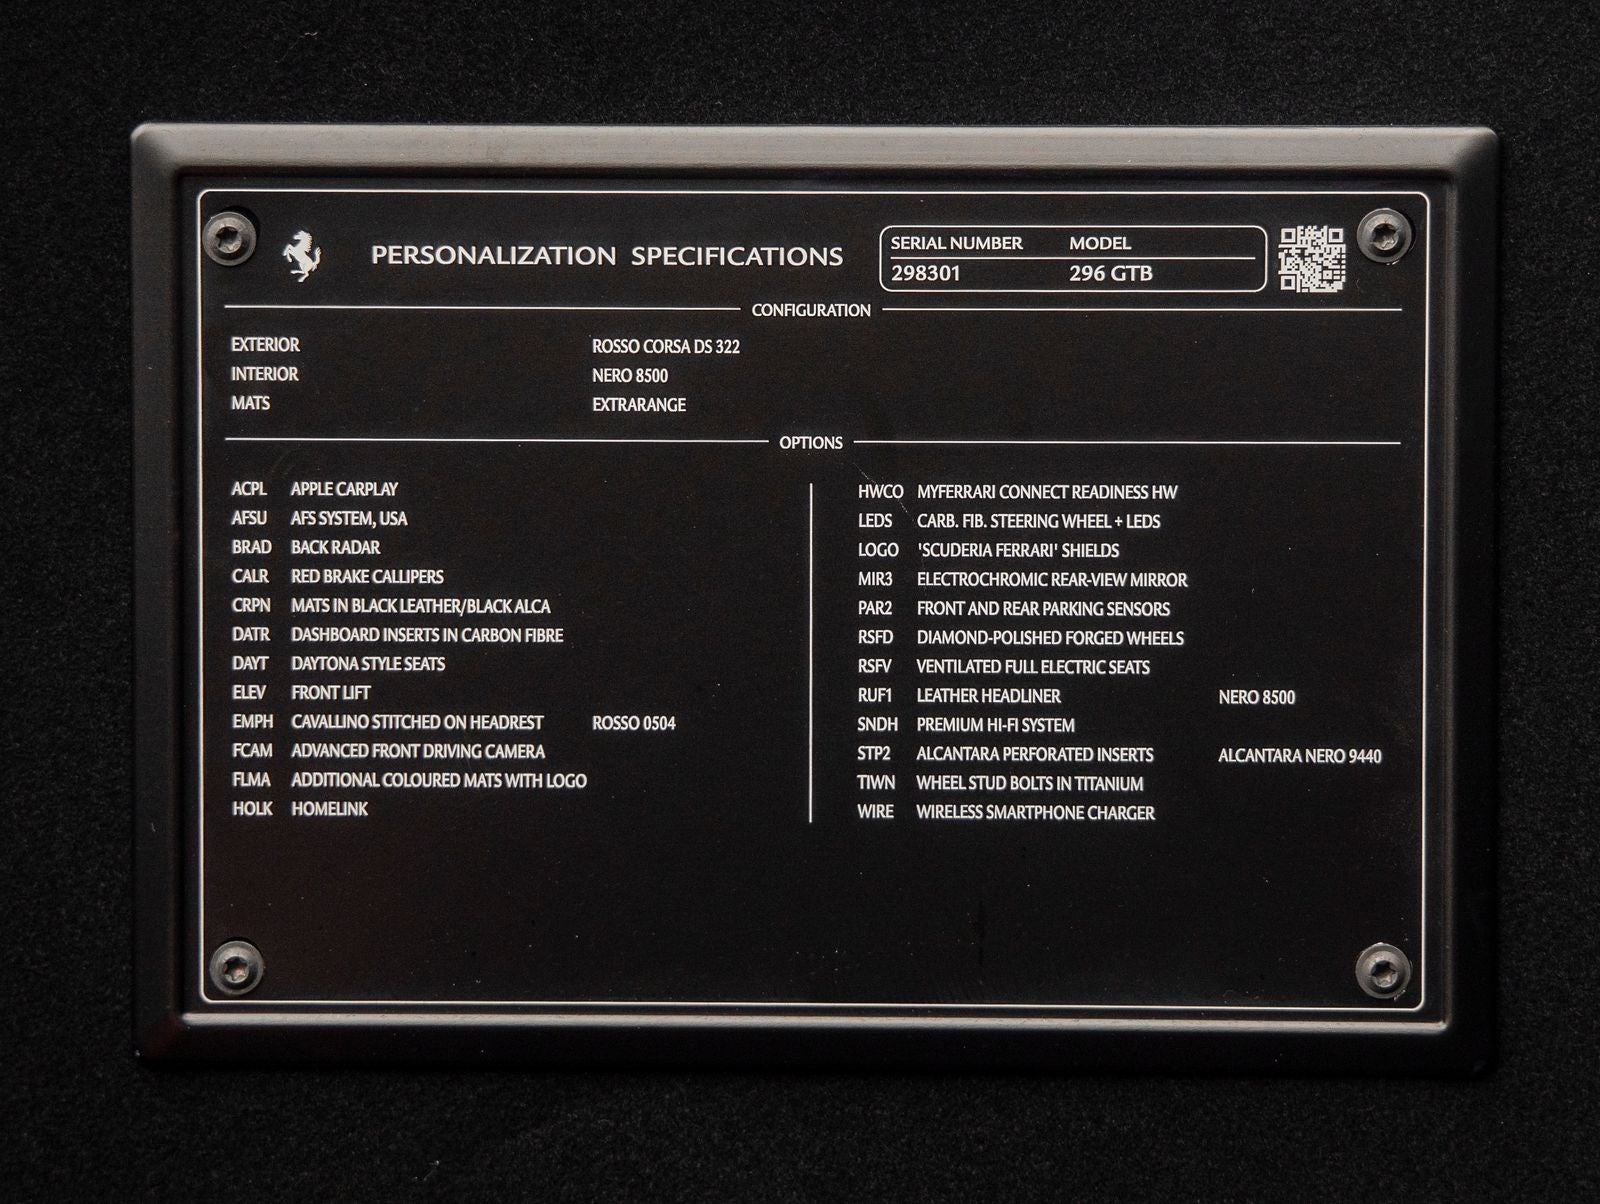 PERSONALIZATION SPECIFICATIONS
SERIAL NUMBER MODEL
298301 296 GTB
CONFIGURATION
EXTERIOR ROSSO CORSA DS 322
INTERIOR NERO 8500
MATS EXTRARANGE
OPTIONS
ACPL APPLE CARPLAY
AFSU AFS SYSTEM, USA
BRAD BACK RADAR
CALR RED BRAKE CALLIPERS
CRPN MATS IN BLACK LEATHER/BLACK ALCA
DATR DASHBOARD INSERTS IN CARBON FIBRE
DAYT DAYTONA STYLE SEATS
ELEV FRONT LIFT
EMPH CAVALLINO STITCHED ON HEADREST ROSSO 0504
FCAM ADVANCED FRONT DRIVING CAMERA
FLMA ADDITIONAL COLOURED MATS WITH LOGO
HOLK HOMELINK
HWCO MYFERRARI CONNECT READINESS HW
LEDS CARB. FIB. STEERING WHEEL + LEDS
LOGO 'SCUDERIA FERRARI' SHIELDS
MIR3 ELECTROCHROMIC REAR-VIEW MIRROR
PAR2 FRONT AND REAR PARKING SENSORS
RSFD DIAMOND-POLISHED FORGED WHEELS
RSFV VENTILATED FULL ELECTRIC SEATS
RUF1 LEATHER HEADLINER NERO 8500
SNDH PREMIUM HI-FI SYSTEM
STP2 ALCANTARA PERFORATED INSERTS ALCANTARA NERO 9440
TIWN WHEEL STUD BOLTS IN TITANIUM
WIRE WIRELESS SMARTPHONE CHARGER